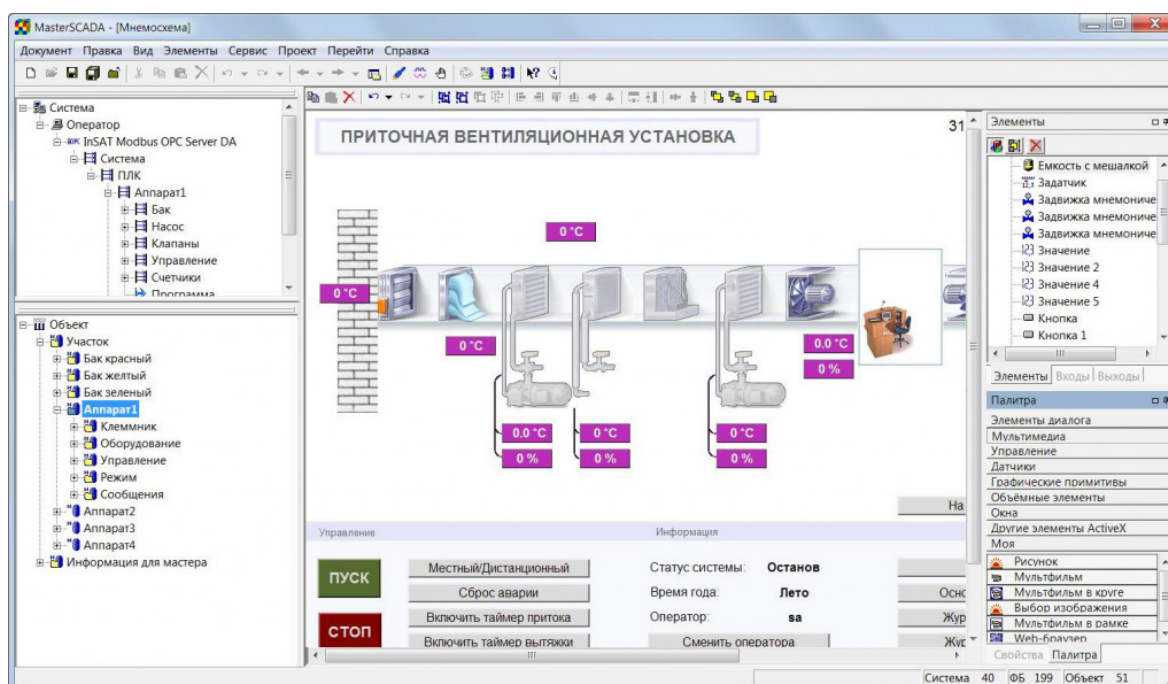 MasterSCADA - [Мнемосхема]
Документ Правка Вид Элементы Сервис Проект Перейти Справка
Система
Оператор
InSAT Modbus OPC Server DA
Система
ПЛК
Аппарат1
Бак
Насос
Клапаны
Управление
Счетчики
Программа
Объект
Участок
Бак красный
Бак желтый
Бак зеленый
Аппарат1
Клеммник
Оборудование
Управление
Режим
Сообщения
Аппарат2
Аппарат3
Аппарат4
Информация для мастера
ПРИТОЧНАЯ ВЕНТИЛЯЦИОННАЯ УСТАНОВКА
31
0 °C
0 °C
0 °C
0.0 °C
0 %
0.0 °C 0 °C 0 °C
0 % 0 % 0 %
На
Управление Информация
ПУСК
СТОП
Местный/Дистанционный
Сброс аварии
Включить таймер притока
Включить таймер вытяжки
Статус системы: Останов
Время года: Лето
Оператор: sa
Сменить оператора
Осно
Жур
Жур
Элементы
Емкость с мешалкой
Задатчик
Задвижка мнемониче
Задвижка мнемониче
Задвижка мнемониче
Значение
Значение 2
Значение 4
Значение 5
Кнопка
Кнопка 1
Элементы Входы Выходы
Палитра
Элементы диалога
Мультимедиа
Управление
Датчики
Графические примитивы
Объёмные элементы
Окна
Другие элементы ActiveX
Моя
Рисунок
Мультфильм
Мультфильм в круге
Выбор изображения
Мультфильм в рамке
Web-браузер
Свойства Палитра
Система 40 ФБ 199 Объект 51